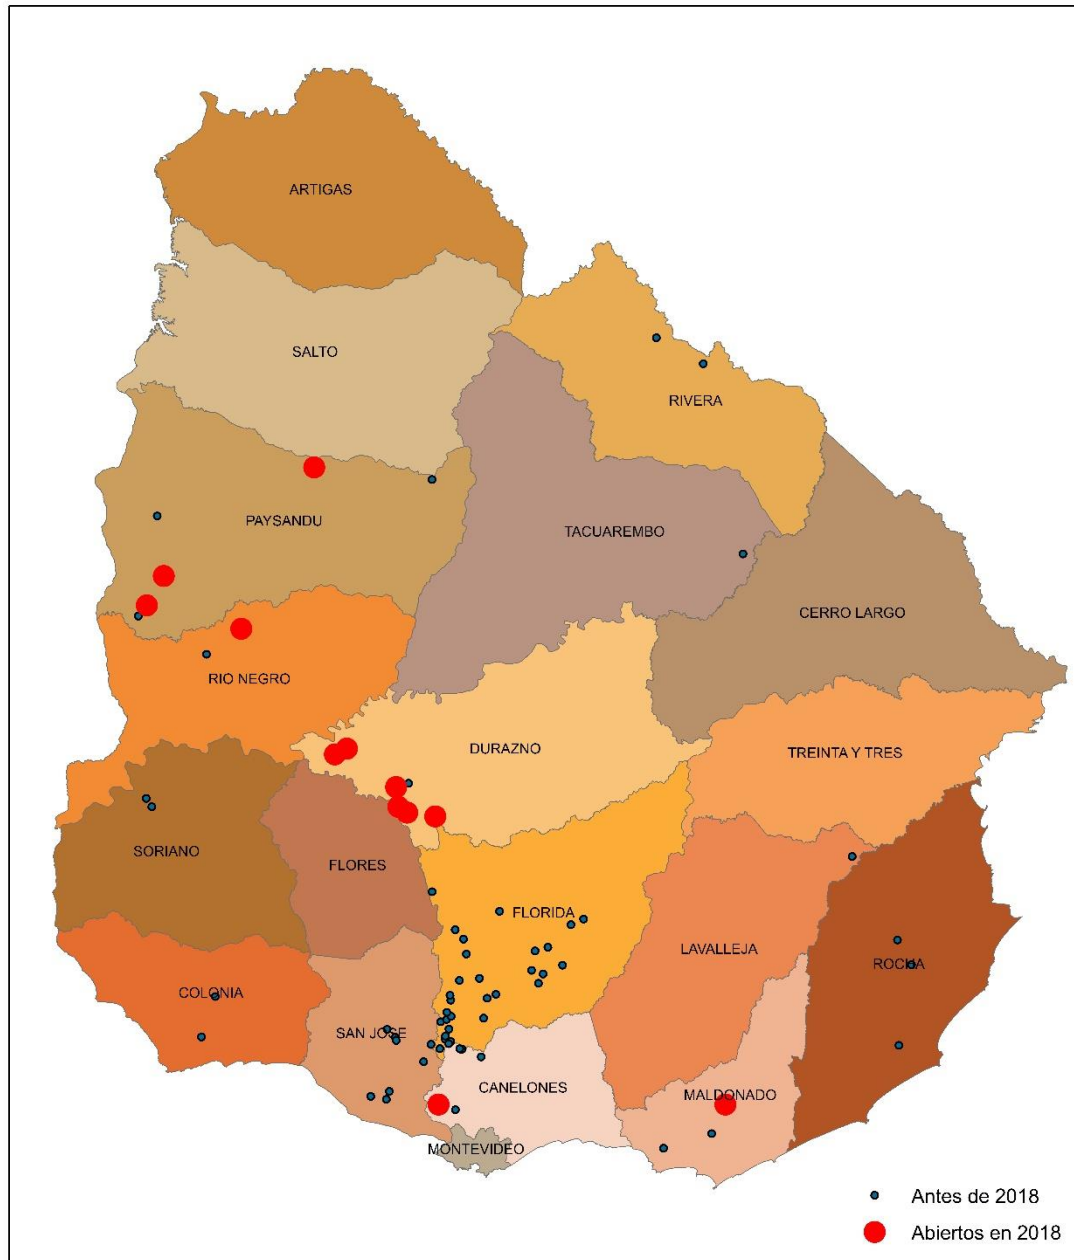 ARTIGAS
SALTO
RIVERA
PAYSANDU
TACUAREMBO
CERRO LARGO
RIO NEGRO
DURAZNO
TREINTA Y TRES
SORIANO
FLORES
FLORIDA
LAVALLEJA
ROCHA
COLONIA
SAN JOSE
CANELONES
MALDONADO
MONTEVIDEO
Antes de 2018
Abiertos en 2018